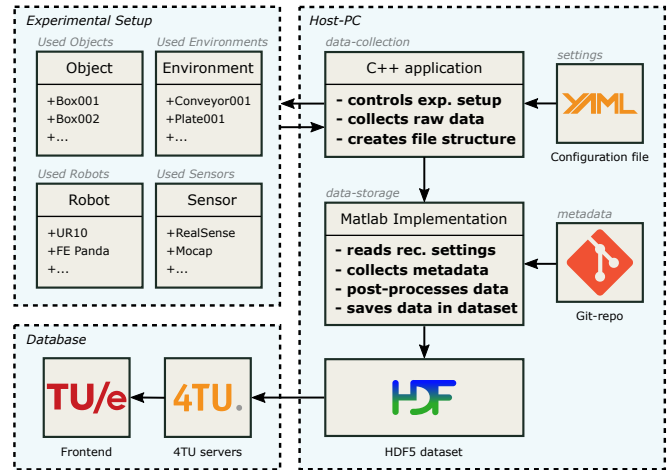 Experimental Setup
Used Objects
Object
+Box001
+Box002
+...
Used Environments
Environment
+Conveyor001
+Plate001
+...
Used Robots
Robot
+UR10
+FE Panda
+...
Used Sensors
Sensor
+RealSense
+Mocap
+...
Host-PC
data-collection
C++ application
- controls exp. setup
- collects raw data
- creates file structure
settings
YAML
Configuration file
data-storage
Matlab Implementation
- reads rec. settings
- collects metadata
- post-processes data
- saves data in dataset
metadata
Git-repo
HDF
HDF5 dataset
Database
TU/e
Frontend
4TU.
4TU servers